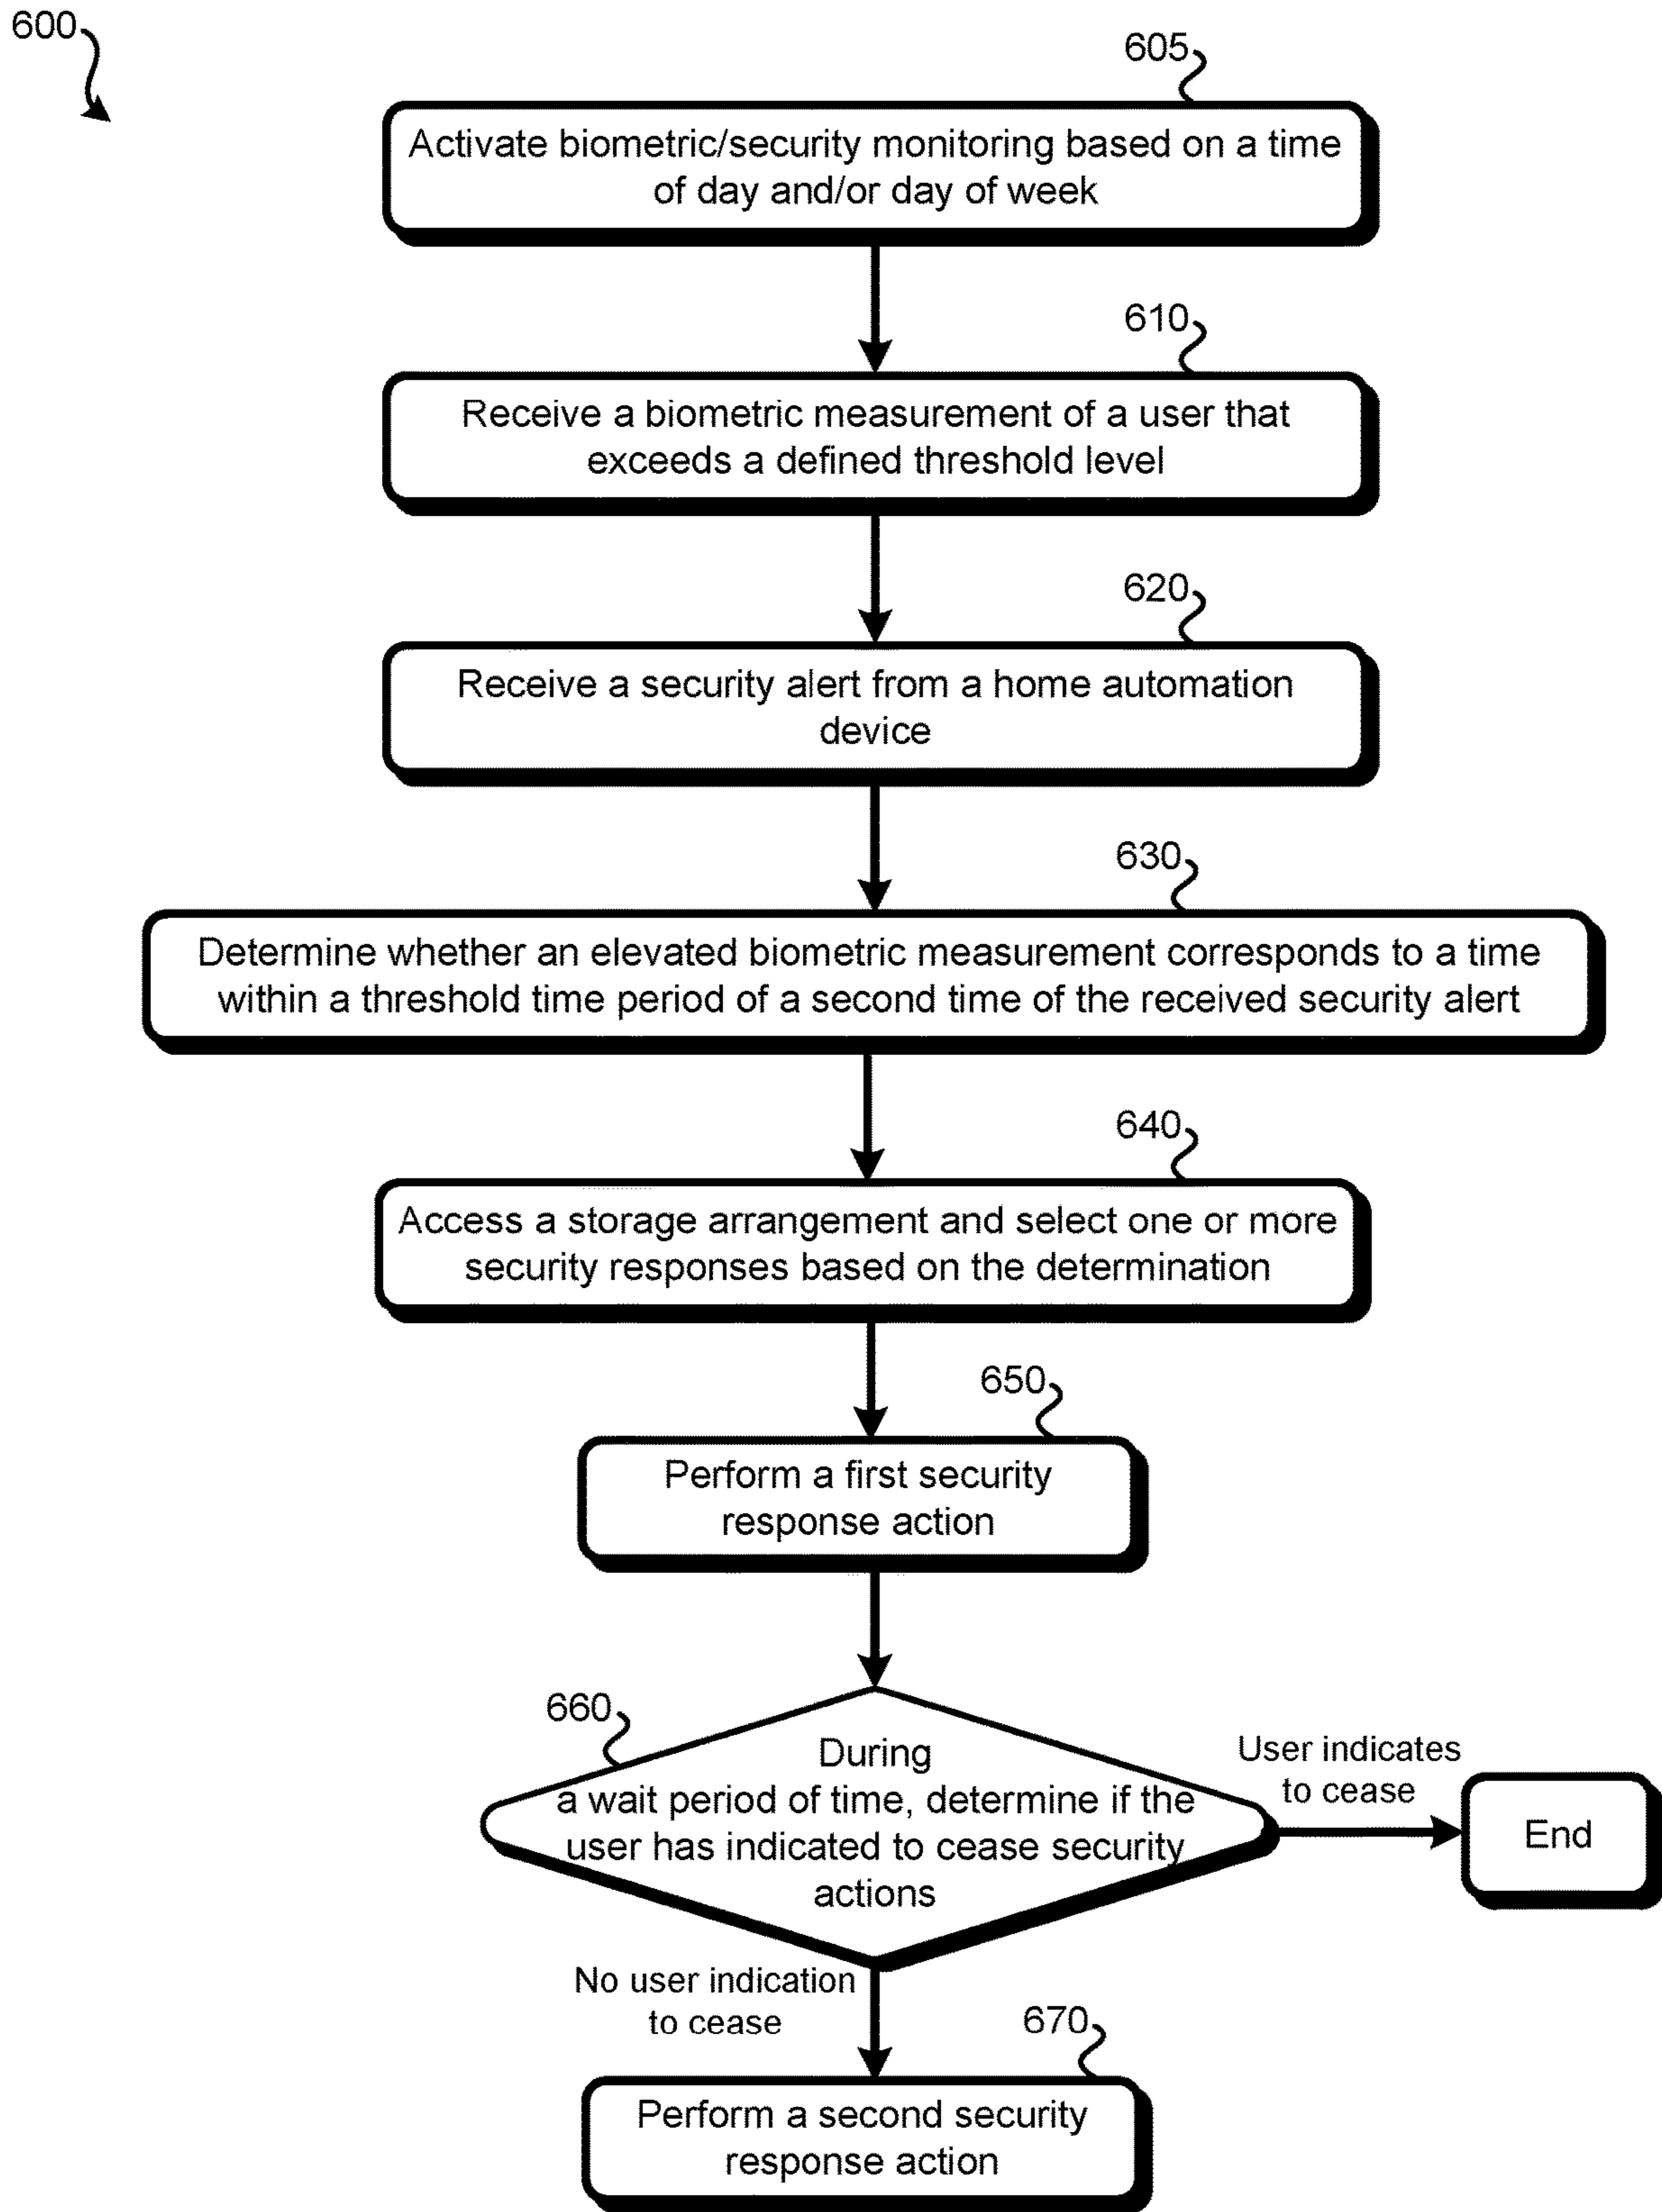 600
605
Activate biometric/security monitoring based on a time
of day and/or day of week
610
Receive a biometric measurement of a user that
exceeds a defined threshold level
620
Receive a security alert from a home automation
device
630
Determine whether an elevated biometric measurement corresponds to a time
within a threshold time period of a second time of the received security alert
640
Access a storage arrangement and select one or more
security responses based on the determination
650
Perform a first security
response action
660
During
a wait period of time, determine if the
user has indicated to cease security
actions
User indicates
to cease
End
No user indication
to cease
670
Perform a second security
response action